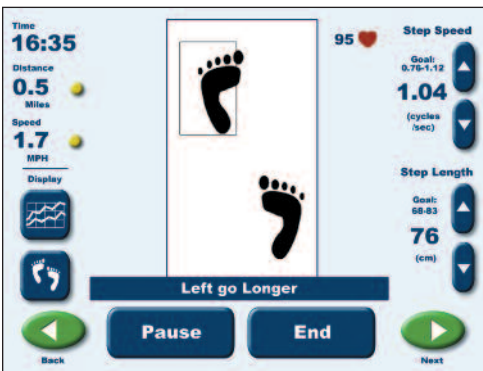 Time
16:35
Distance
0.5
Miles
Speed
1.7
MPH
Display
Back
95
Left go Longer
Pause
End
Step Speed
Goal:
0.76-1.12
1.04
(cycles
/sec)
Step Length
Goal:
68-83
76
(cm)
Next